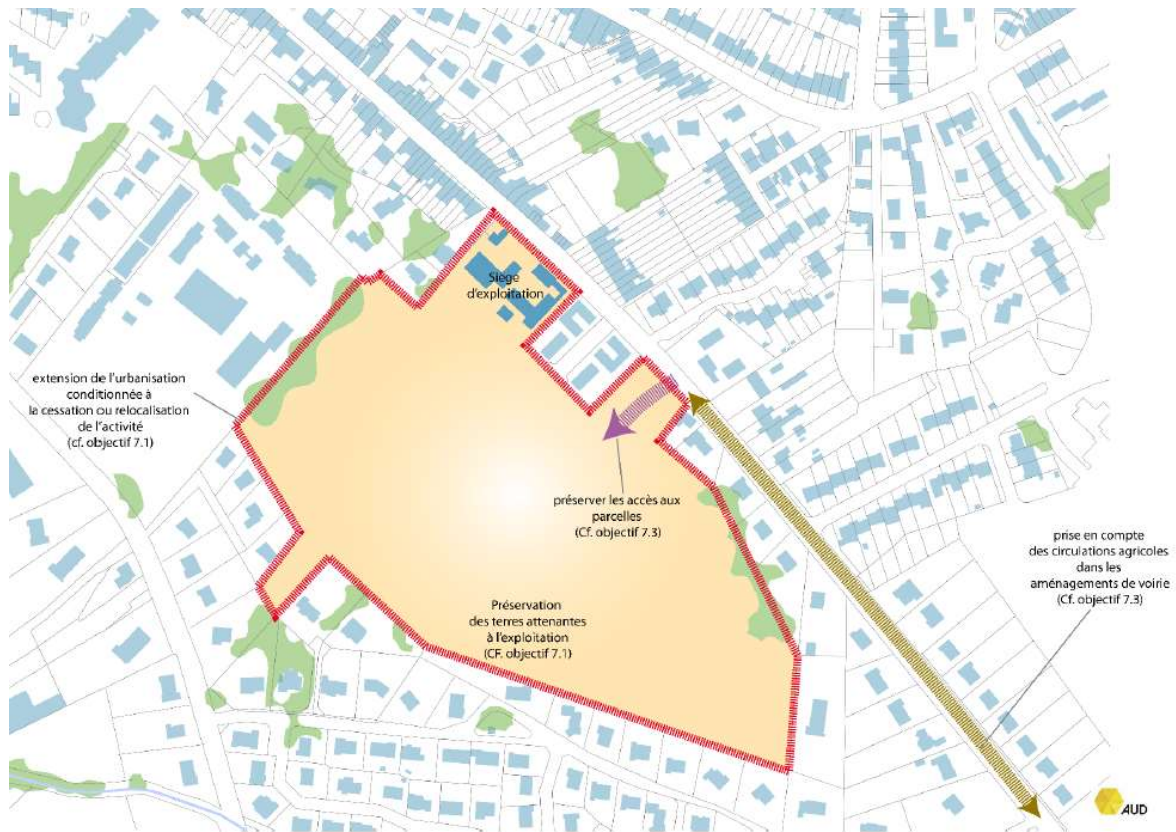 Siège
d'exploitation
extension de l'urbanisation
conditionnée à
la cessation ou relocalisation
de l'activité
(cf. objectif 7.1)
préserver les accès aux
parcelles
(Cf. objectif 7.3)
prise en compte
des circulations agricoles
dans les
aménagements de voirie
(Cf. objectif 7.3)
Préservation
des terres attenantes
à l'exploitation
(CF. objectif 7.1)
AUD